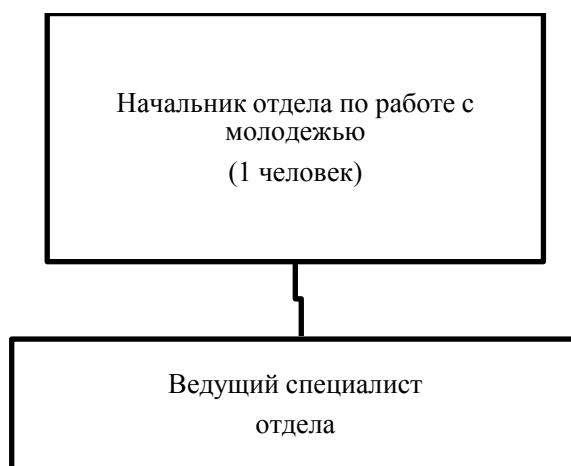 Начальник отдела по работе с
молодежью
(1 человек)
Ведущий специалист
отдела